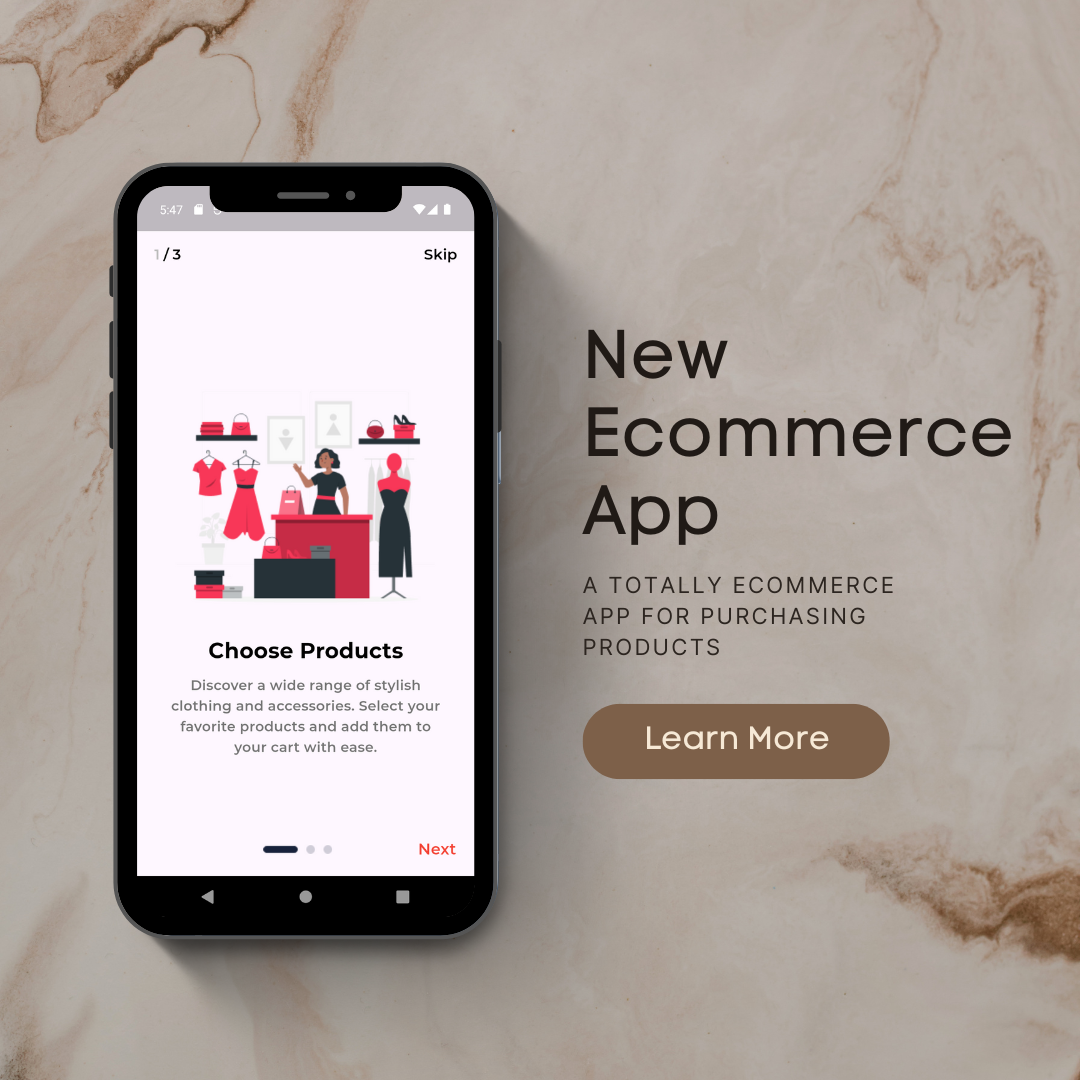 5:47
1 / 3
Skip
Choose Products
Discover a wide range of stylish
clothing and accessories. Select your
favorite products and add them to
your cart with ease.
Next
New
Ecommerce
App
A TOTALLY ECOMMERCE
APP FOR PURCHASING
PRODUCTS
Learn More